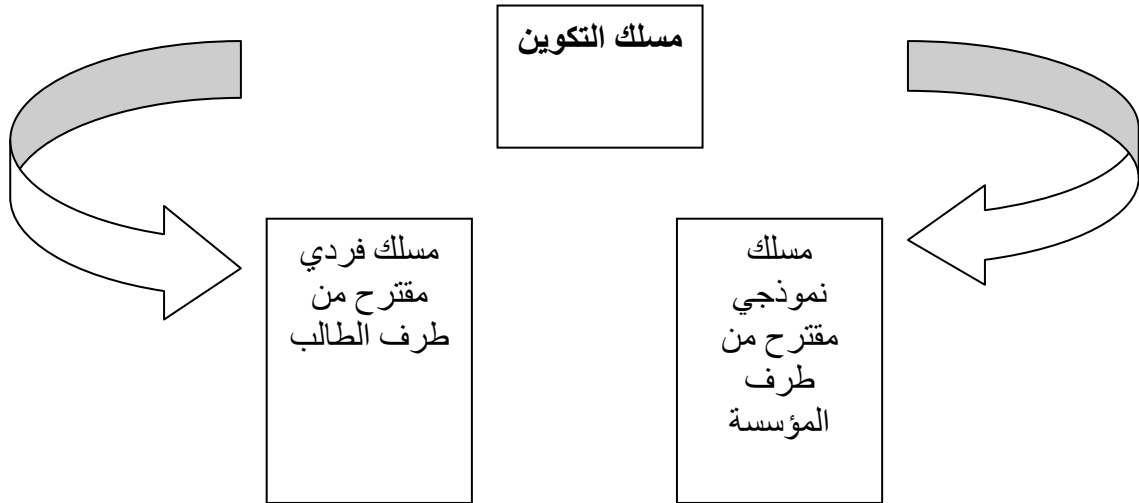 مسلك التكوين
مسلك
نموذجي
مقترح من
طرف
المؤسسة
مسلك فردي
مقترح من
طرف الطالب